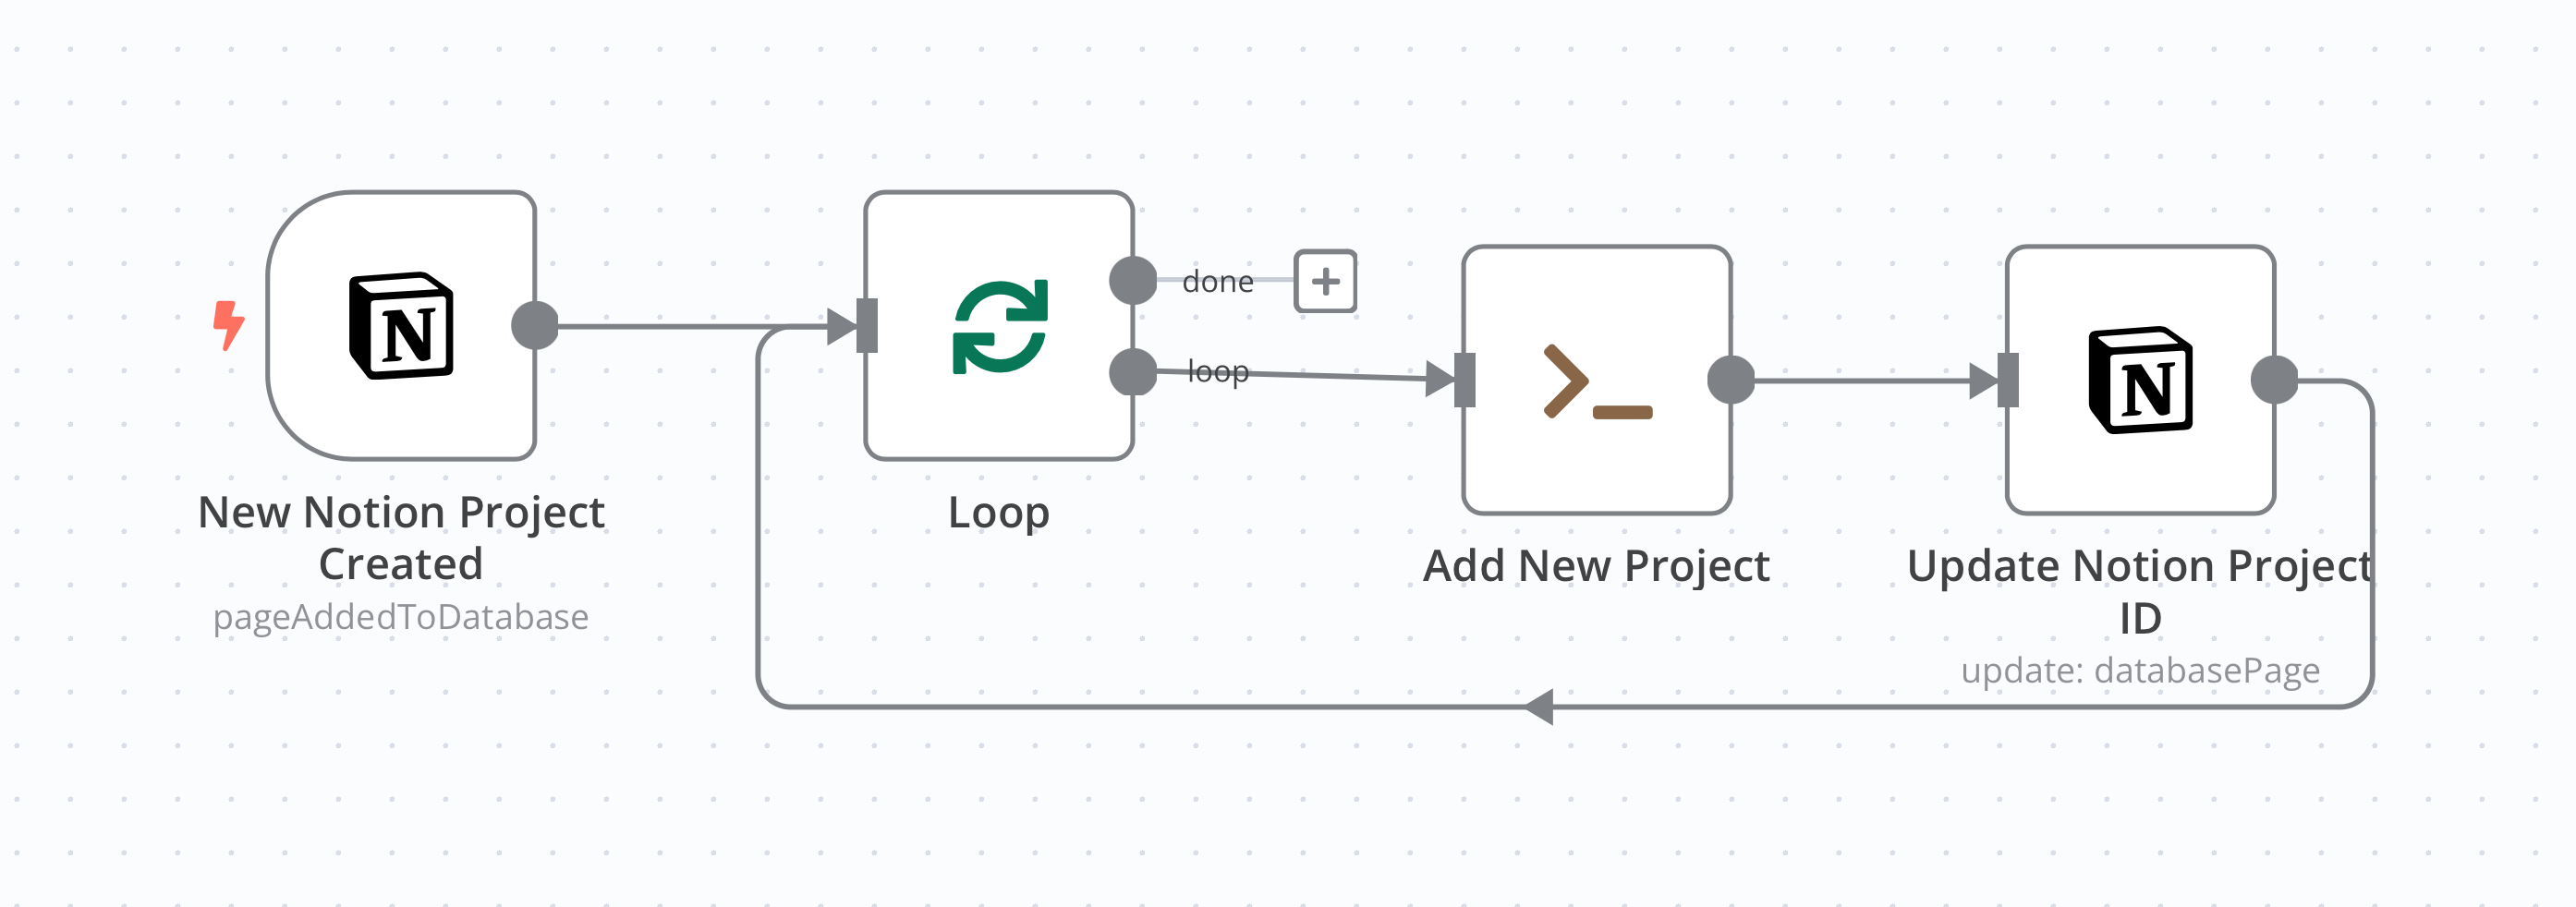 New Notion Project
Created
pageAddedToDatabase
Loop
done
loop
Add New Project
Update Notion Project
ID
update: databasePage
N
N